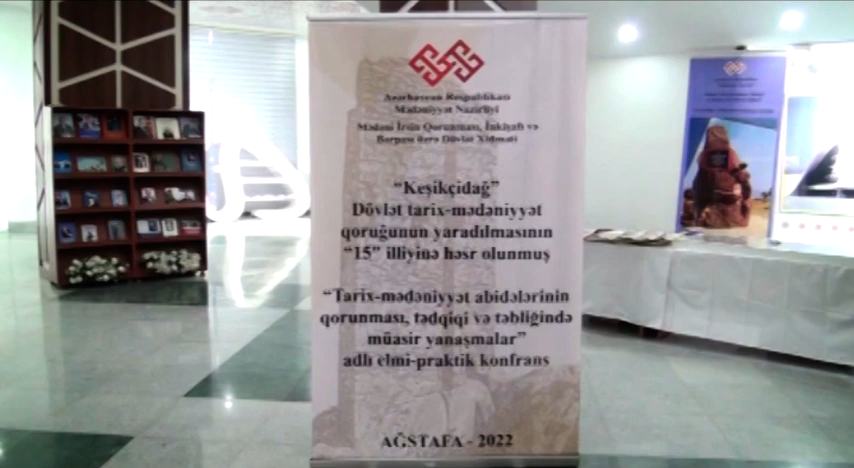 Azərbaycan Respublikası
Mədəniyyət Nazirliyi
Mədəni İrsin Qorunması, İnkişafı və
Bərpası üzrə Dövlət Xidməti
“Keşikçidağ”
Dövlət tarix-mədəniyyət
qoruğunun yaradılmasının
“15” illiyinə həsr olunmuş
“Tarix-mədəniyyət abidələrinin
qorunması, tədqiqi və təbliğində
müasir yanaşmalar”
adlı elmi-praktik konfrans
AĞSTAFA - 2022